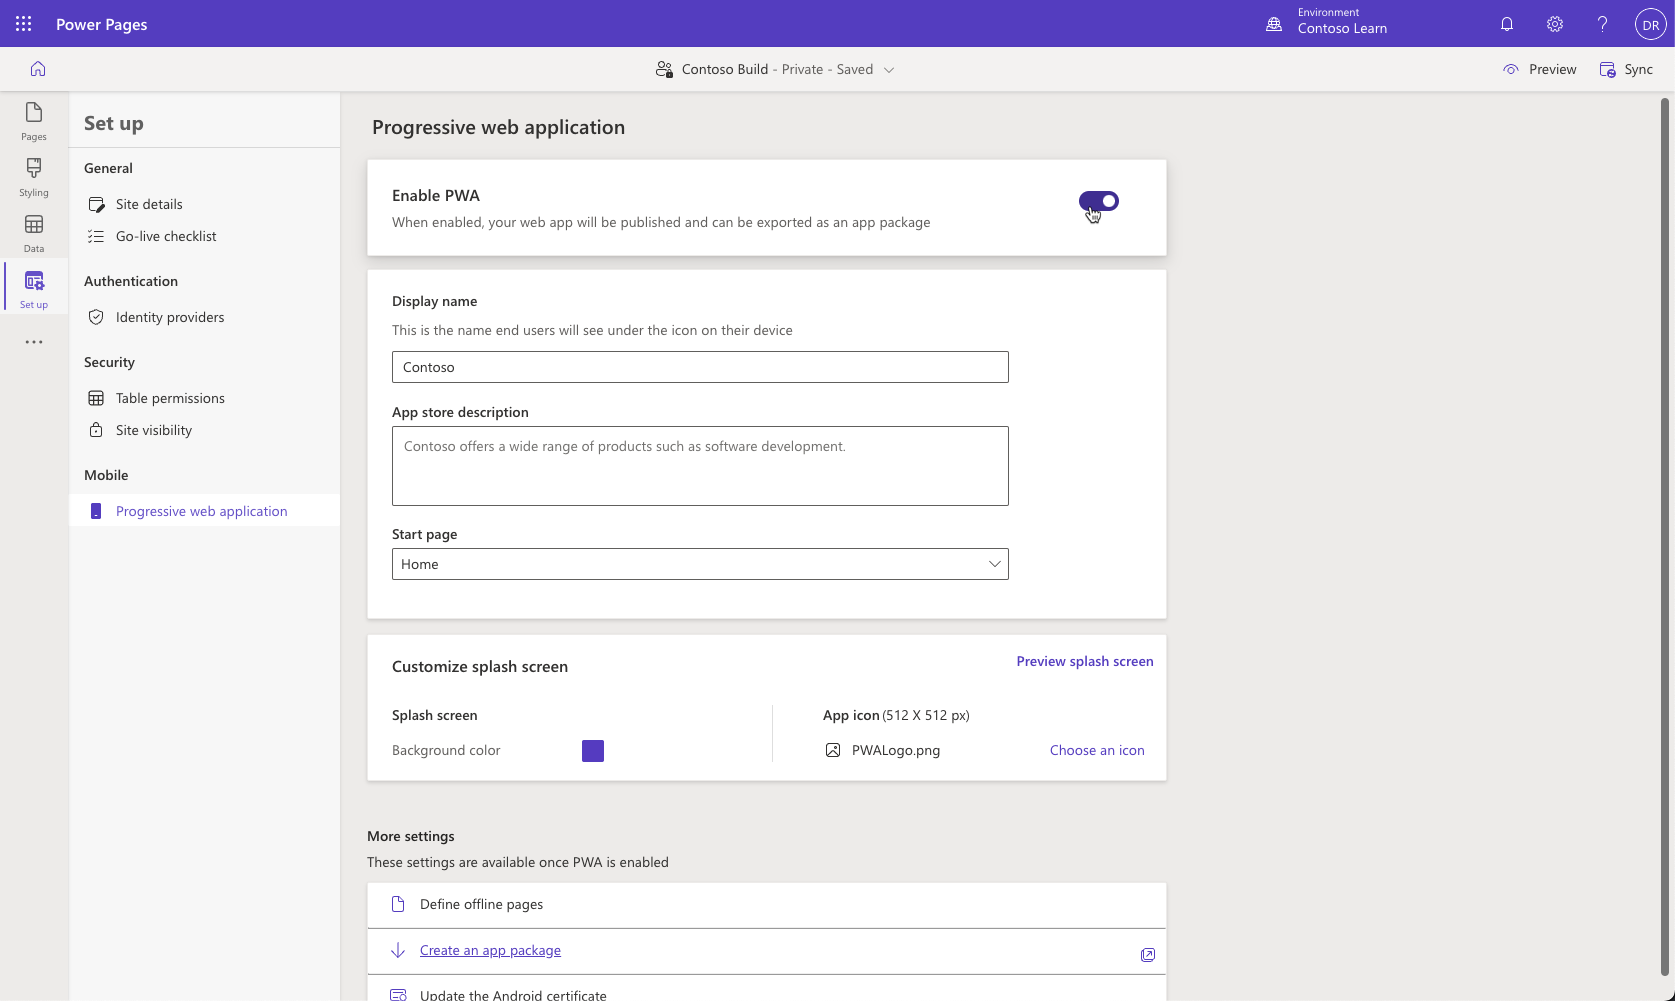 Power Pages
Environment
Contoso Learn
?
DR
Contoso Build - Private - Saved
Preview
Sync
Pages
Styling
Data
Set up
Set up
General
Site details
Go-live checklist
Authentication
Identity providers
Security
Table permissions
Site visibility
Mobile
Progressive web application
Progressive web application
Enable PWA
When enabled, your web app will be published and can be exported as an app package
Display name
This is the name end users will see under the icon on their device
Contoso
App store description
Contoso offers a wide range of products such as software development.
Start page
Home
Customize splash screen
Preview splash screen
Splash screen
Background color
App icon (512 X 512 px)
PWALogo.png
Choose an icon
More settings
These settings are available once PWA is enabled
Define offline pages
Create an app package
Update the Android certificate